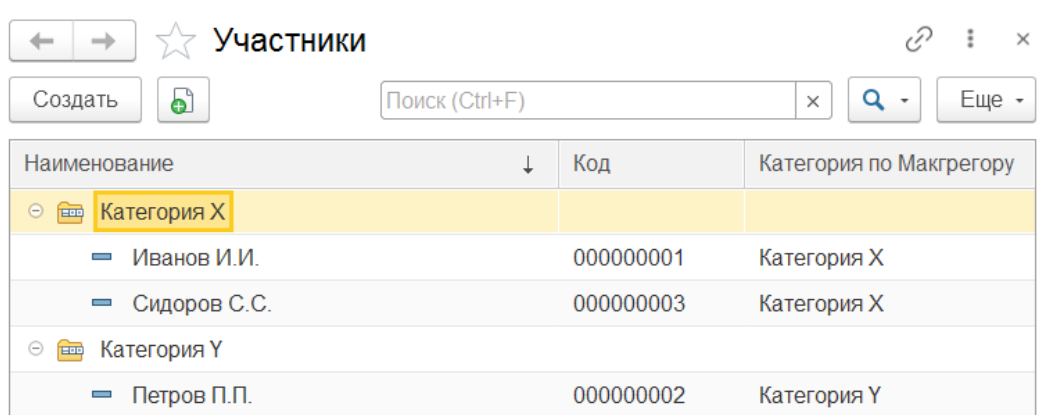 Участники
Создать Поиск (Ctrl+F) × Еще
Наименование ↓ Код Категория по Макгрегору
Категория X
Иванов И.И. 000000001 Категория X
Сидоров С.С. 000000003 Категория X
Категория Y
Петров П.П. 000000002 Категория Y